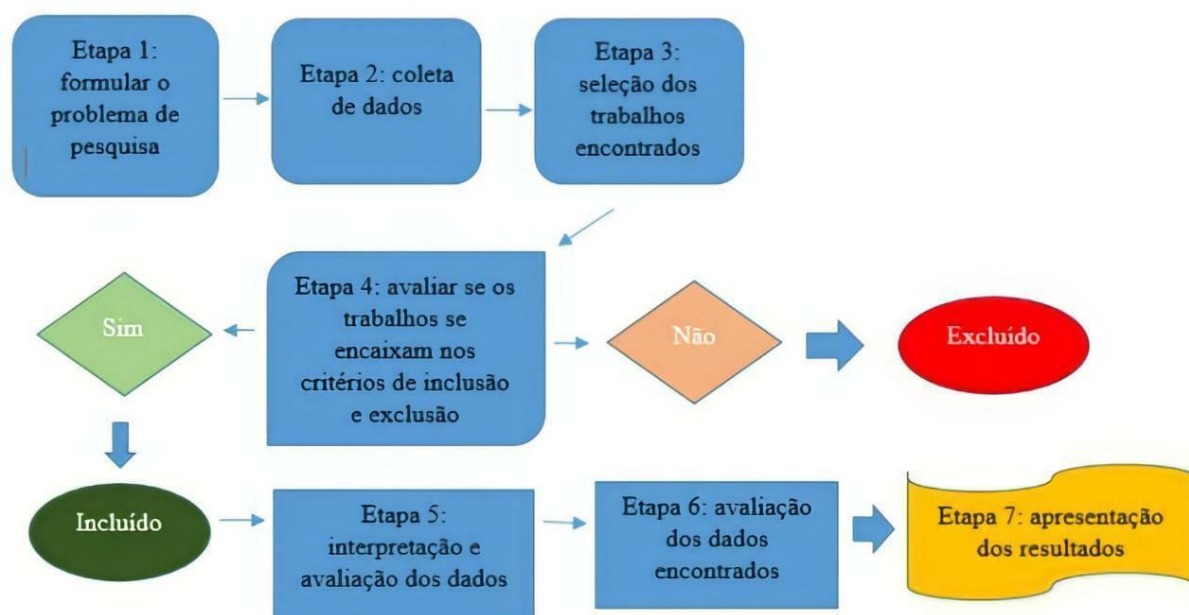 Etapa 1:
formular o
problema de
pesquisa
Etapa 2: coleta
de dados
Etapa 3:
seleção dos
trabalhos
encontrados
Etapa 4: avaliar se os
trabalhos se
encaixam nos
critérios de inclusão
e exclusão
Sim
Não
Excluído
Incluído
Etapa 5:
interpretação e
avaliação dos dados
Etapa 6: avaliação
dos dados
encontrados
Etapa 7: apresentação
dos resultados